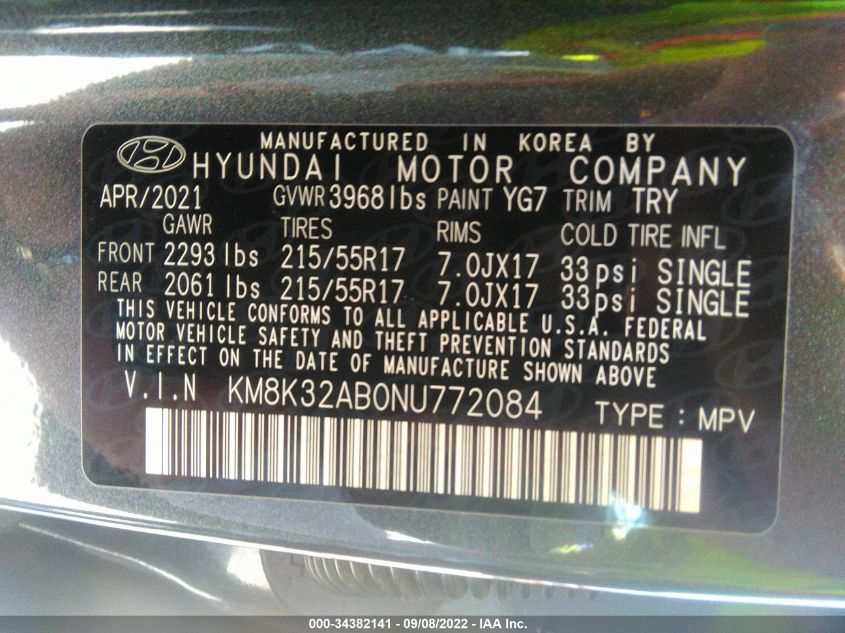 MANUFACTURED IN KOREA BY
HYUNDAI MOTOR COMPANY
APR/2021 GVWR 3968lbs PAINT YG7 TRIM TRY
GAWR TIRES RIMS COLD TIRE INFL
FRONT 2293 lbs 215/55R17 7.0JX17 33psi SINGLE
REAR 2061 lbs 215/55R17 7.0JX17 33psi SINGLE
THIS VEHICLE CONFORMS TO ALL APPLICABLE U.S.A. FEDERAL
MOTOR VEHICLE SAFETY AND THEFT PREVENTION STANDARDS
IN EFFECT ON THE DATE OF MANUFACTURE SHOWN ABOVE
V.I.N KM8K32AB0NU772084 TYPE : MPV
000-34382141 - 09/08/2022 - IAA Inc.